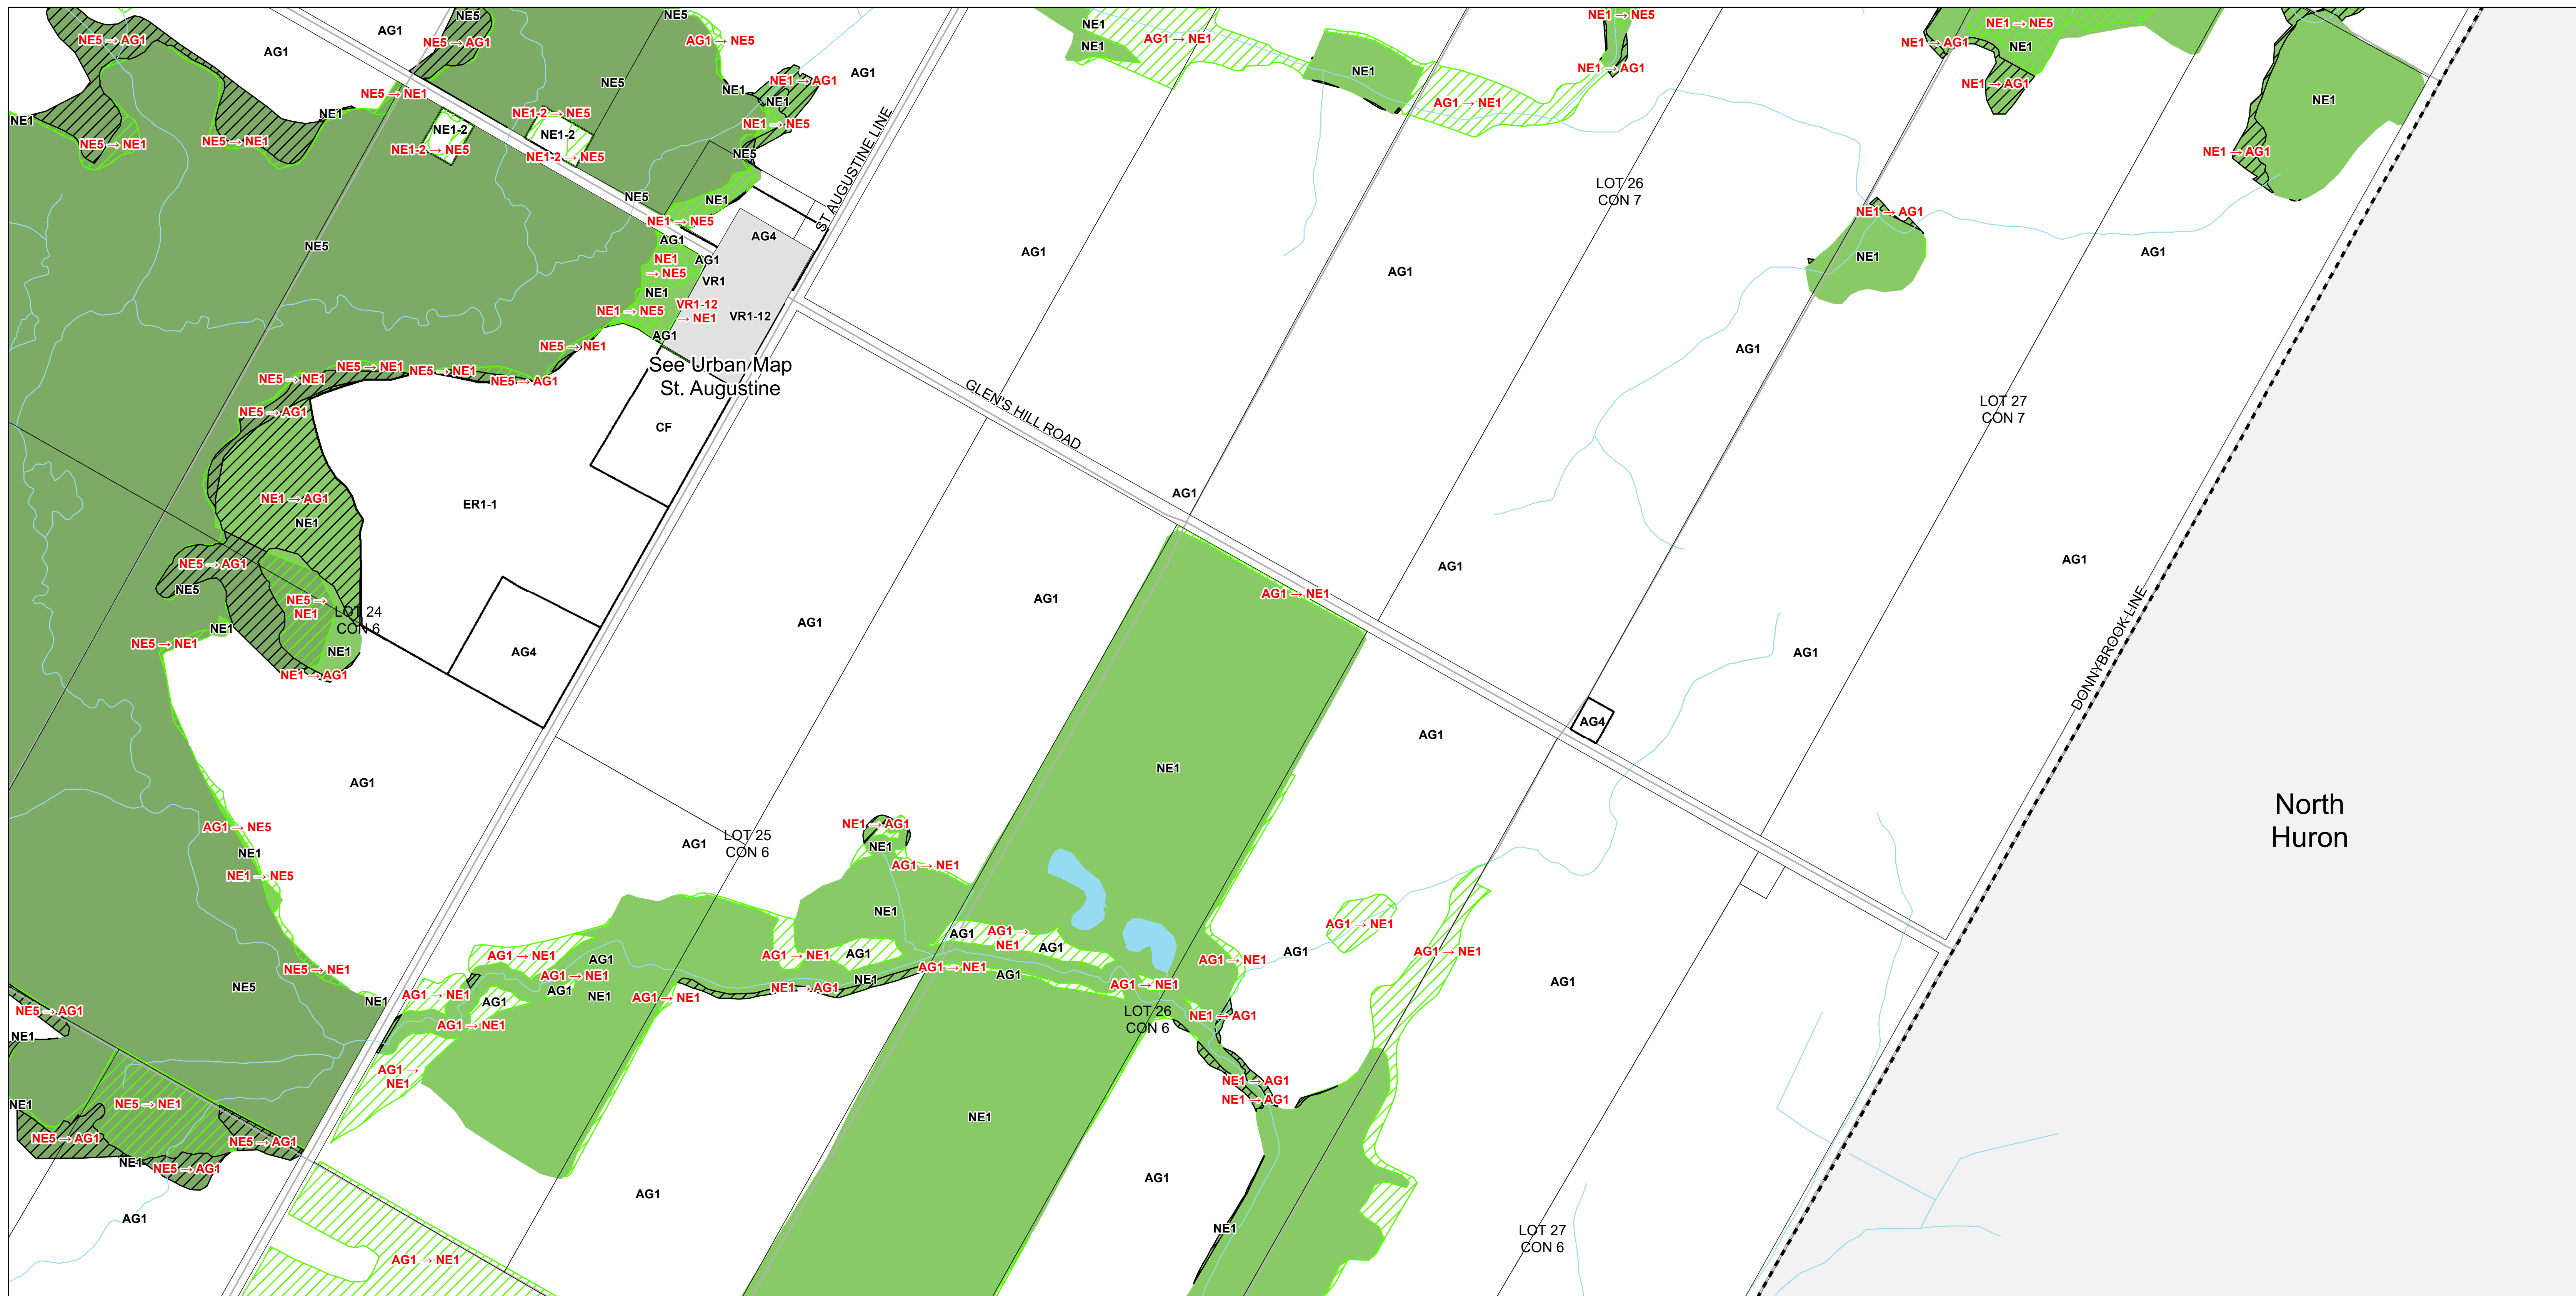 NE5
NE5
NE1 → NE5
NE5 → AG1
AG1
AG1
NE5 → AG1
AG1 → NE5
NE1
NE1
AG1 → NE1
NE1 → AG1
NE1 → NE5
NE1
NE5
AG1
NE1
NE1 → AG1
NE1 → AG1
NE1 → AG1
NE5 → NE1
NE1
NE1
AG1 → NE1
NE1
NE1
NE1
NE1-2 → NE5
NE1-2
NE1-2
NE1 → NE5
NE5 → NE1
NE5 → NE1
NE1-2 → NE5
NE1-2 → NE5
NE5
NE1 → AG1
ST AUGUSTINE LINE
LOT 26
CON 7
NE5
NE1
NE1 → NE5
NE1 → AG1
NE5
AG1
AG4
AG1
NE1
→ NE5
AG1
VR1
NE1
AG1
AG1
NE1
AG1
NE1 → NE5
VR1-12
→ NE1
VR1-12
AG1
NE5 → NE1
AG1
See Urban Map
St. Augustine
NE5 → NE1
NE5 → NE1
NE5 → NE1
NE5 → AG1
GLEN'S HILL ROAD
LOT 27
CON 7
NE5 → AG1
CF
NE1 → AG1
NE1
ER1-1
AG1
NE5 → AG1
NE5
AG1
AG1
NE5 →
NE1
LOT 24
CON 6
AG1 → NE1
AG1
AG1
NE1
NE5 → NE1
NE1
AG4
NE1 → AG1
AG1
DONNYBROOK LINE
AG4
AG1
AG1
NE1
North
Huron
AG1 → NE5
NE1
NE1 → NE5
LOT 25
CON 6
AG1
NE1 → AG1
NE1
AG1 → NE1
NE1
AG1 → NE1
AG1 → NE1
AG1
AG1 →
NE1
AG1
AG1
AG1 → NE1
AG1
AG1 → NE1
AG1
AG1 → NE1
AG1 → NE1
AG1
NE5 → NE1
AG1 → NE1
AG1
AG1 → NE1
NE1
AG1
AG1 → NE1
AG1
NE5
NE1
AG1 → NE1
AG1
NE1
AG1 → NE1
NE1 → AG1
NE5 → AG1
AG1 → NE1
LOT 26
CON 6
NE1 → AG1
NE1
AG1 →
NE1
NE1 → AG1
NE1 → AG1
NE1
NE5 → NE1
NE1
NE5 → AG1
NE5 → AG1
NE1
NE5 → AG1
AG1
AG1
AG1
NE1
LOT 27
CON 6
AG1 → NE1